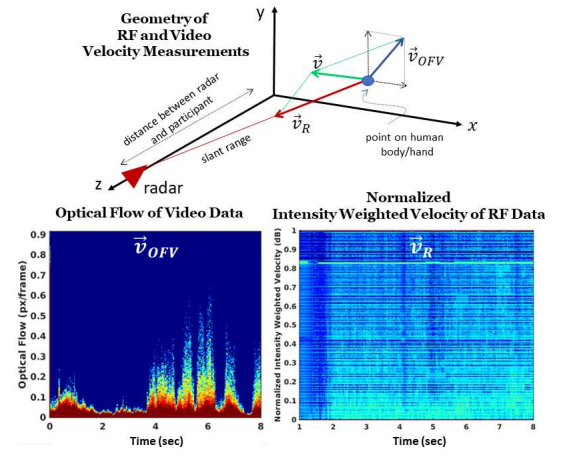 Geometry of
RF and Video
Velocity Measurements
y
x
z
v⃗
v⃗_OFV
v⃗_R
distance between radar
and participant
slant range
radar
point on human
body/hand
Optical Flow of Video Data
v⃗_OFV
Optical Flow (px/frame)
0.9
0.8
0.7
0.6
0.5
0.4
0.3
0.2
0.1
0
0 2 4 6 8
Time (sec)
Normalized
Intensity Weighted Velocity of RF Data
v⃗_R
Normalized Intensity Weighted Velocity (dB)
1
0.9
0.8
0.7
0.6
0.5
0.4
0.3
0.2
0.1
0
1 2 3 4 5 6 7 8
Time (sec)